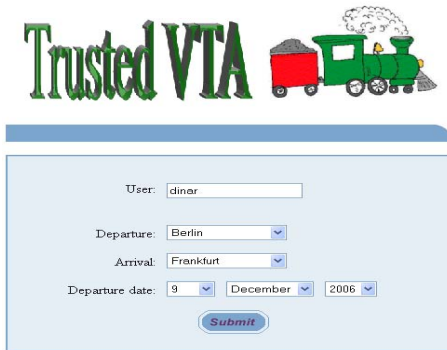 Trusted VTA
User: dinar
Departure: Berlin
Arrival: Frankfurt
Departure date: 9 December 2006
Submit